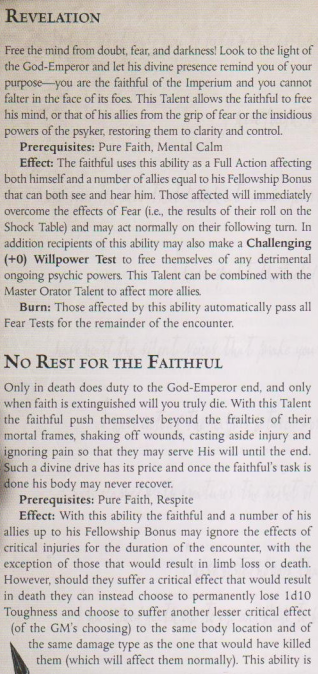 REVELATION
Free the mind from doubt, fear, and darkness! Look to the light of
the God-Emperor and let his divine presence remind you of your
purpose—you are the faithful of the Imperium and you cannot
falter in the face of its foes. This Talent allows the faithful to free
his mind, or that of his allies from the grip of fear or the insidious
powers of the psyker, restoring them to clarity and control.
Prerequisites: Pure Faith, Mental Calm
Effect: The faithful uses this ability as a Full Action affecting
both himself and a number of allies equal to his Fellowship Bonus
that can both see and hear him. Those affected will immediately
overcome the effects of Fear (i.e., the results of their roll on the
Shock Table) and may act normally on their following turn. In
addition recipients of this ability may also make a Challenging
(+0) Willpower Test to free themselves of any detrimental
ongoing psychic powers. This Talent can be combined with the
Master Orator Talent to affect more allies.
Burn: Those affected by this ability automatically pass all
Fear Tests for the remainder of the encounter.
NO REST FOR THE FAITHFUL
Only in death does duty to the God-Emperor end, and only
when faith is extinguished will you truly die. With this Talent
the faithful push themselves beyond the frailties of their
mortal frames, shaking off wounds, casting aside injury and
ignoring pain so that they may serve His will until the end.
Such a divine drive has its price and once the faithful's task is
done his body may never recover.
Prerequisites: Pure Faith, Respite
Effect: With this ability the faithful and a number of his
allies up to his Fellowship Bonus may ignore the effects of
critical injuries for the duration of the encounter, with the
exception of those that would result in limb loss or death.
However, should they suffer a critical effect that would result
in death they can instead choose to permanently lose 1d10
Toughness and choose to suffer another lesser critical effect
(of the GM's choosing) to the same body location and of
the same damage type as the one that would have killed
them (which will affect them normally). This ability is